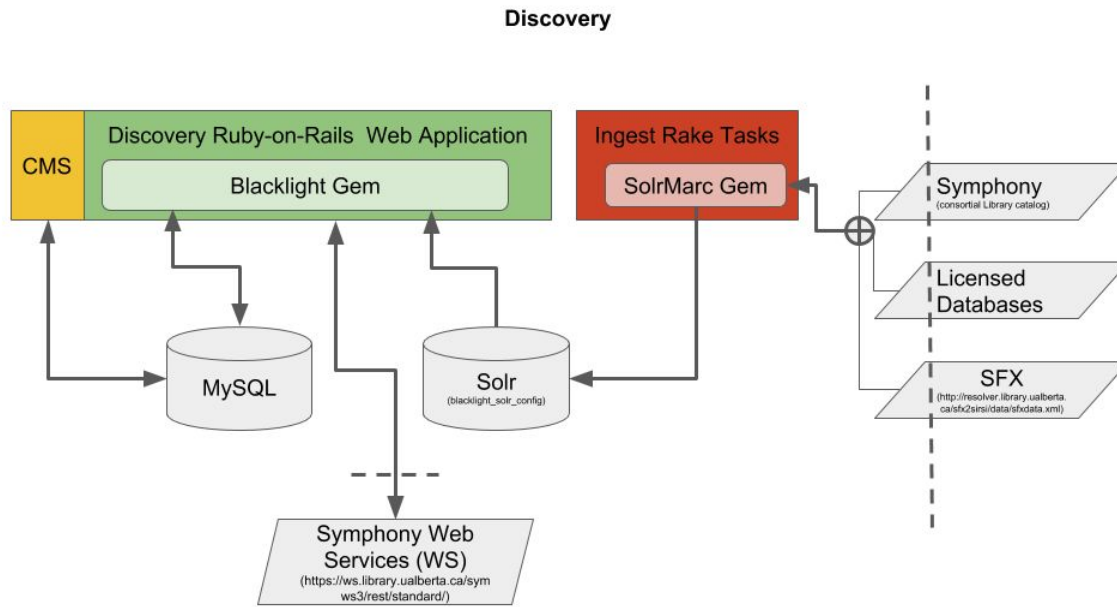 Discovery
CMS
Discovery Ruby-on-Rails Web Application
Blacklight Gem
Ingest Rake Tasks
SolrMarc Gem
Symphony
(consortial Library catalog)
Licensed
Databases
SFX
(http://resolver.library.ualberta.
ca/sfx2sirsi/data/sfxdata.xml)
MySQL
Solr
(blacklight_solr_config)
Symphony Web
Services (WS)
(https://ws.library.ualberta.ca/sym
ws3/rest/standard/)